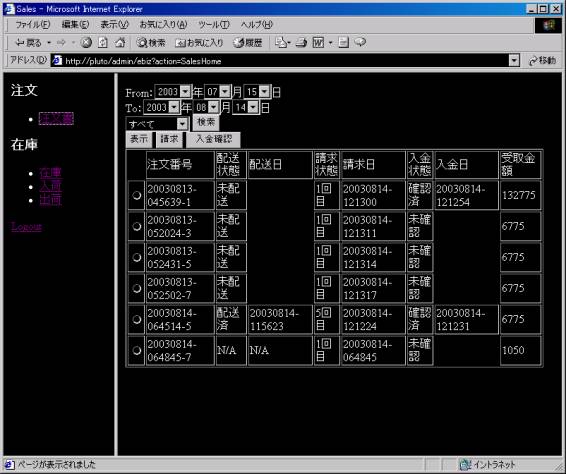 Sales - Microsoft Internet Explorer
ファイル(F) 編集(E) 表示(V) お気に入り(A) ツール(T) ヘルプ(H)
戻る 検索 お気に入り 履歴
アドレス(D) http://pluto/admin/ebiz?action=SalesHome 移動
注文
注文書
在庫
在庫
入荷
出荷
Logout
From: 2003 年 07 月 15 日
To: 2003 年 08 月 14 日
すべて 検索
表示 請求 入金確認
注文番号 配送状態 配送日 請求状態 請求日 入金状態 入金日 受取金額
20030813-045639-1 未配送 1回目 20030814-121300 確認済 20030814-121254 132775
20030813-052024-3 未配送 1回目 20030814-121311 未確認 6775
20030813-052431-5 未配送 1回目 20030814-121314 未確認 6775
20030813-052502-7 未配送 1回目 20030814-121317 未確認 6775
20030814-064514-5 配送済 20030814-115623 5回目 20030814-121224 確認済 20030814-121231 6775
20030814-064845-7 N/A N/A 1回目 20030814-064845 未確認 1050
ページが表示されました イントラネット